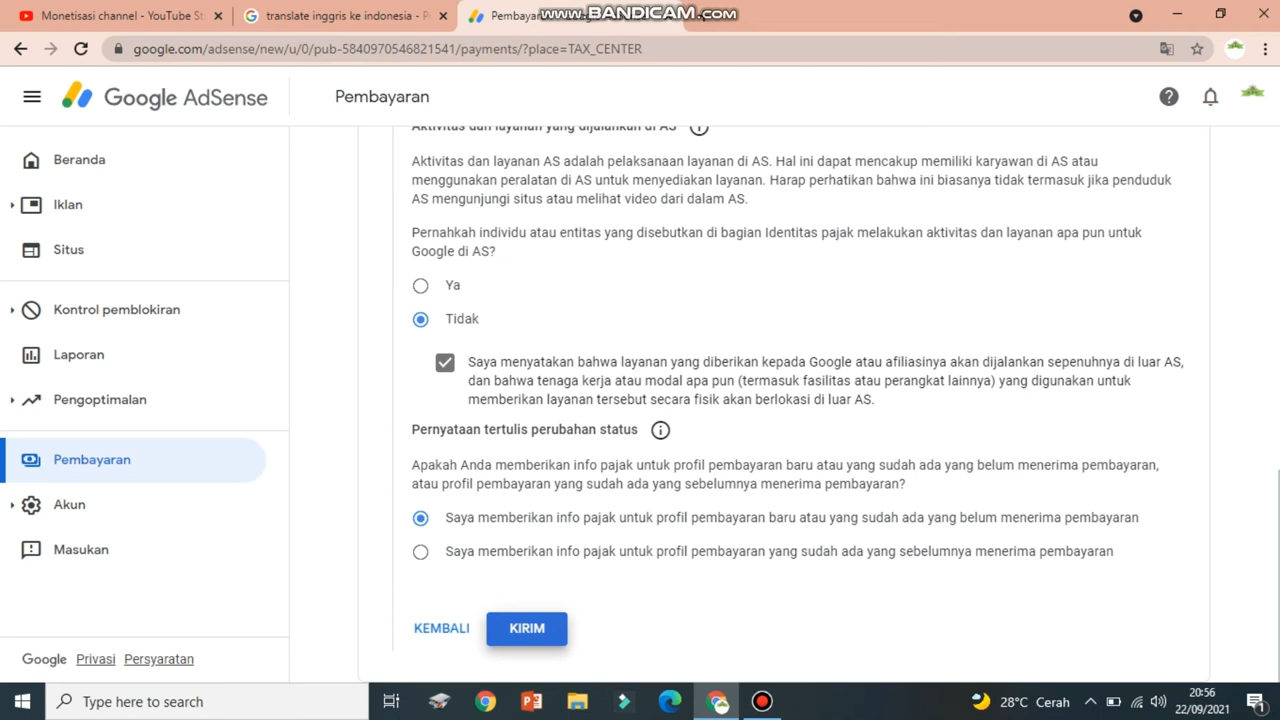 Monetisasi channel - YouTube St
translate inggris ke indonesia - P
Pembaya
www.BANDICAM.com
google.com/adsense/new/u/0/pub-5840970546821541/payments/?place=TAX_CENTER
Google AdSense
Pembayaran
Beranda
Iklan
Situs
Kontrol pemblokiran
Laporan
Pengoptimalan
Pembayaran
Akun
Masukan
Google Privasi Persyaratan
Aktivitas dan layanan yang dijalankan di AS
Aktivitas dan layanan AS adalah pelaksanaan layanan di AS. Hal ini dapat mencakup memiliki karyawan di AS atau
menggunakan peralatan di AS untuk menyediakan layanan. Harap perhatikan bahwa ini biasanya tidak termasuk jika penduduk
AS mengunjungi situs atau melihat video dari dalam AS.
Pernahkah individu atau entitas yang disebutkan di bagian Identitas pajak melakukan aktivitas dan layanan apa pun untuk
Google di AS?
Ya
Tidak
Saya menyatakan bahwa layanan yang diberikan kepada Google atau afiliasinya akan dijalankan sepenuhnya di luar AS,
dan bahwa tenaga kerja atau modal apa pun (termasuk fasilitas atau perangkat lainnya) yang digunakan untuk
memberikan layanan tersebut secara fisik akan berlokasi di luar AS.
Pernyataan tertulis perubahan status
Apakah Anda memberikan info pajak untuk profil pembayaran baru atau yang sudah ada yang belum menerima pembayaran,
atau profil pembayaran yang sudah ada yang sebelumnya menerima pembayaran?
Saya memberikan info pajak untuk profil pembayaran baru atau yang sudah ada yang belum menerima pembayaran
Saya memberikan info pajak untuk profil pembayaran yang sudah ada yang sebelumnya menerima pembayaran
KEMBALI
KIRIM
Type here to search
28°C Cerah
20:56
22/09/2021
1